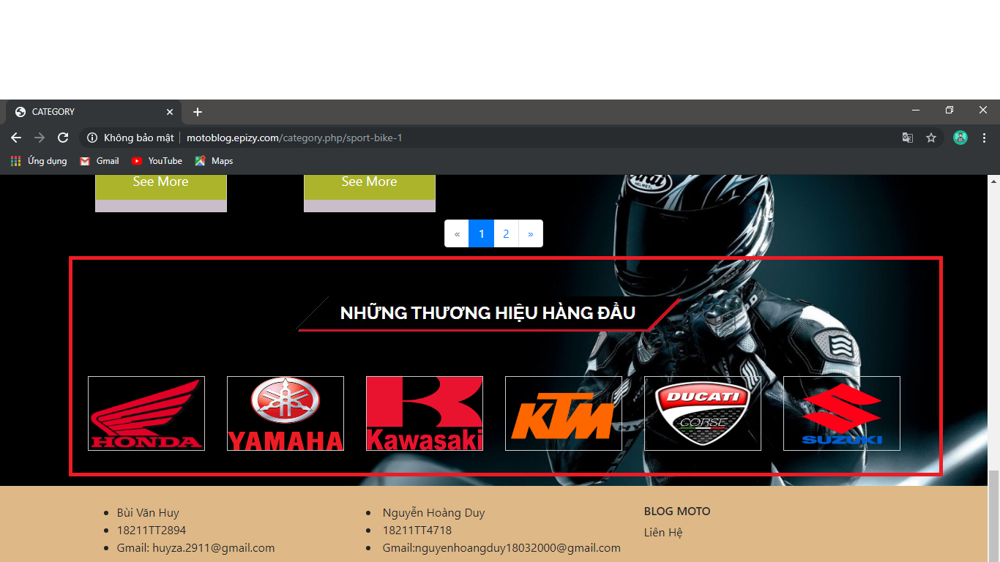 CATEGORY
Không bảo mật | motoblog.epizy.com/category.php/sport-bike-1
Ứng dụng Gmail YouTube Maps
See More See More
« 1 2 »
NHỮNG THƯƠNG HIỆU HÀNG ĐẦU
HONDA YAMAHA Kawasaki KTM DUCATI CORSE SUZUKI
Bùi Văn Huy
18211TT2894
Gmail: huyza.2911@gmail.com
Nguyễn Hoàng Duy
18211TT4718
Gmail:nguyenhoangduy18032000@gmail.com
BLOG MOTO
Liên Hệ